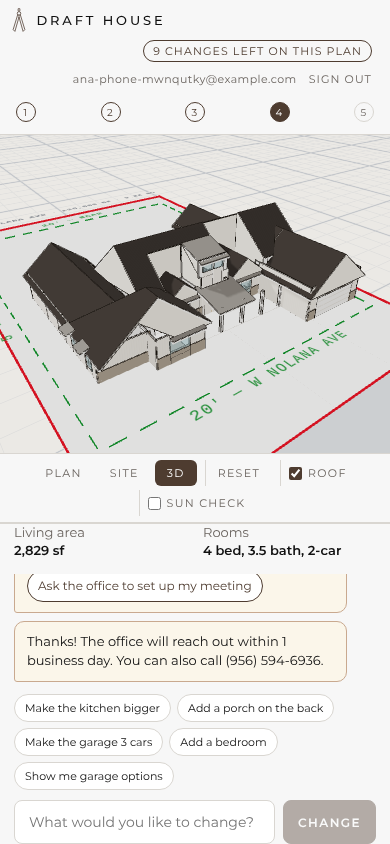 DRAFT HOUSE
9 CHANGES LEFT ON THIS PLAN
ana-phone-mwnqutky@example.com SIGN OUT
1 2 3 4 5
20' - W NOLANA AVE
PLAN SITE 3D RESET ROOF
SUN CHECK
Living area Rooms
2,829 sf 4 bed, 3.5 bath, 2-car
Ask the office to set up my meeting
Thanks! The office will reach out within 1
business day. You can also call (956) 594-6936.
Make the kitchen bigger Add a porch on the back
Make the garage 3 cars Add a bedroom
Show me garage options
What would you like to change? CHANGE